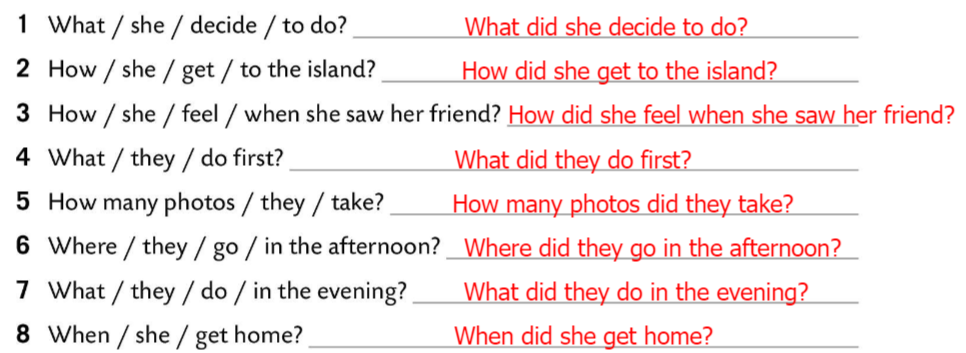 1 What / she / decide / to do? What did she decide to do?
2 How / she / get / to the island? How did she get to the island?
3 How / she / feel / when she saw her friend? How did she feel when she saw her friend?
4 What / they / do first? What did they do first?
5 How many photos / they / take? How many photos did they take?
6 Where / they / go / in the afternoon? Where did they go in the afternoon?
7 What / they / do / in the evening? What did they do in the evening?
8 When / she / get home? When did she get home?